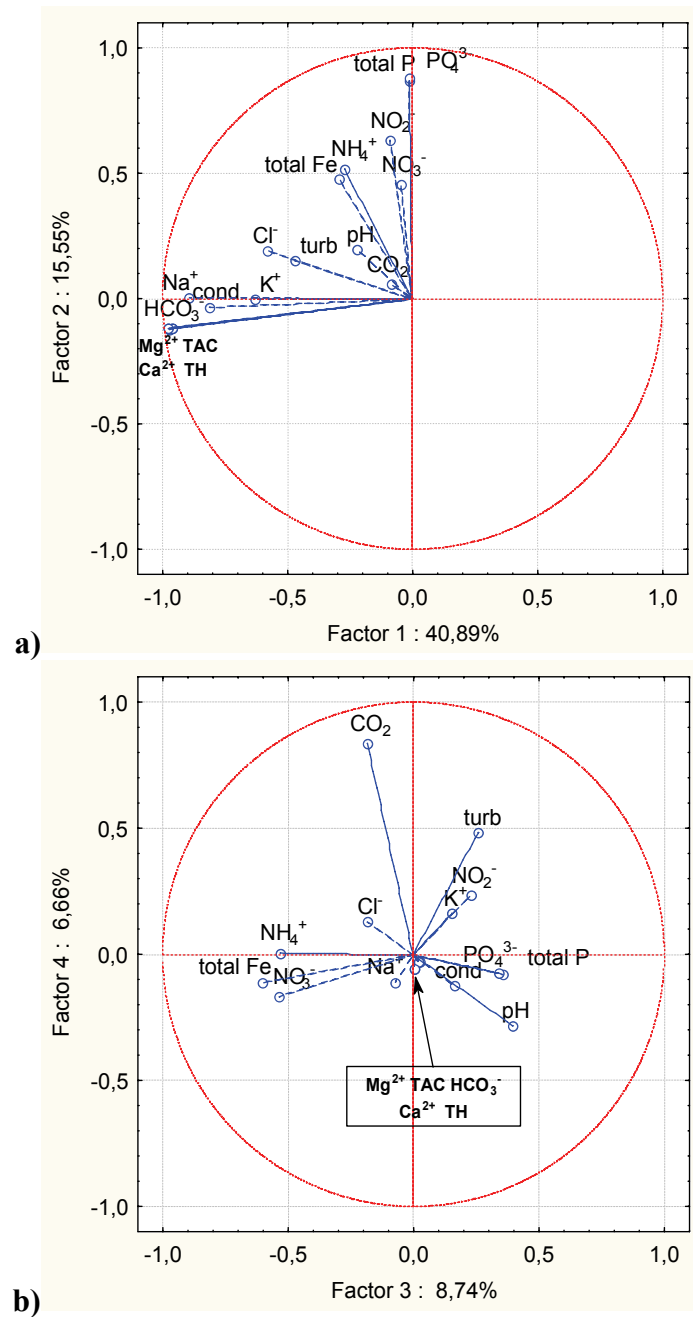 total P PO₄³
NO₂⁻
NH₄⁺
total Fe NO₃⁻
Cl⁻ turb pH
CO₂
Na⁺ cond K⁺
HCO₃⁻
Mg²⁺ TAC
Ca²⁺ TH
1,0
0,5
0,0
-0,5
-1,0
Factor 2 : 15,55%
-1,0 -0,5 0,0 0,5 1,0
Factor 1 : 40,89%
a)
CO₂
turb
NO₂⁻
K⁺
Cl⁻
NH₄⁺
PO₄³⁻ total P
total Fe NO₃⁻ Na⁺ cond
pH
Mg²⁺ TAC HCO₃⁻
Ca²⁺ TH
1,0
0,5
0,0
-0,5
-1,0
Factor 4 : 6,66%
-1,0 -0,5 0,0 0,5 1,0
Factor 3 : 8,74%
b)